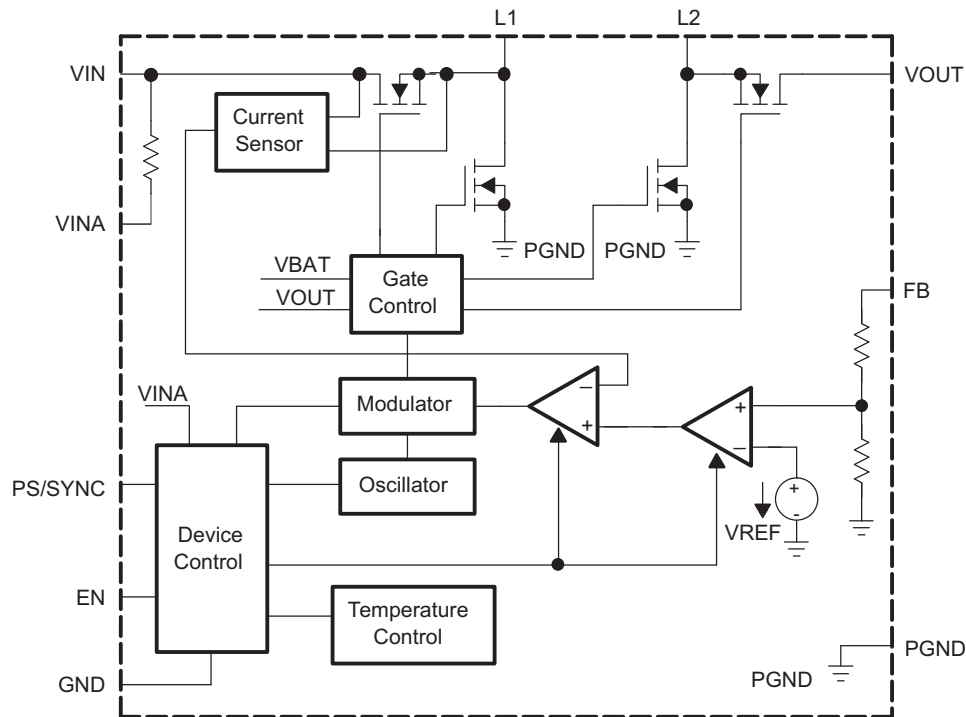 L1
L2
VIN
VOUT
Current
Sensor
VINA
PGND
PGND
VBAT
VOUT
Gate
Control
FB
VINA
Modulator
−
+
+
−
PS/SYNC
Oscillator
+
-
VREF
Device
Control
EN
Temperature
Control
GND
PGND
PGND